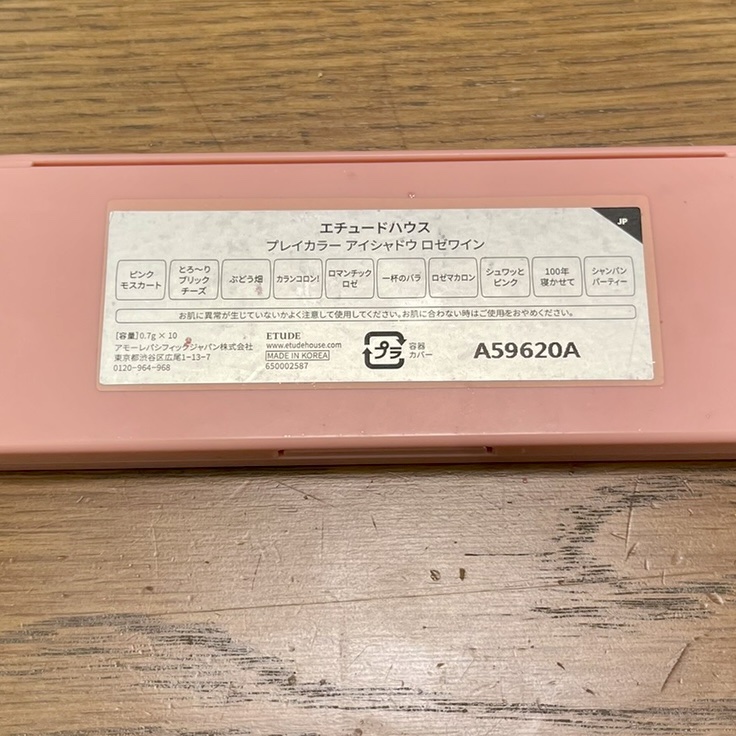 JP
エチュードハウス
プレイカラー アイシャドウ ロゼワイン
ピンク
モスカート
とろ〜り
ブリック
チーズ
ぶどう畑
カランコロン!
ロマンチック
ロゼ
一杯のバラ
ロゼマカロン
シュワッと
ピンク
100年
寝かせて
シャンパン
パーティー
お肌に異常が生じていないかよく注意して使用してください。お肌に合わない時はご使用をおやめください。
[容量]0.7g × 10
アモーレパシフィックジャパン株式会社
東京都渋谷区広尾1-13-7
0120-964-968
ETUDE
www.etudehouse.com
MADE IN KOREA
650002587
プラ
容器
カバー
A59620A